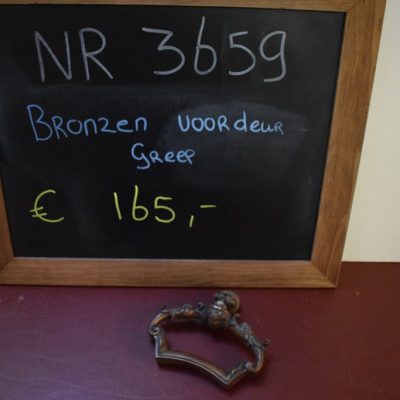 NR 3659
Bronzen voordeur
Greep
€ 165,-